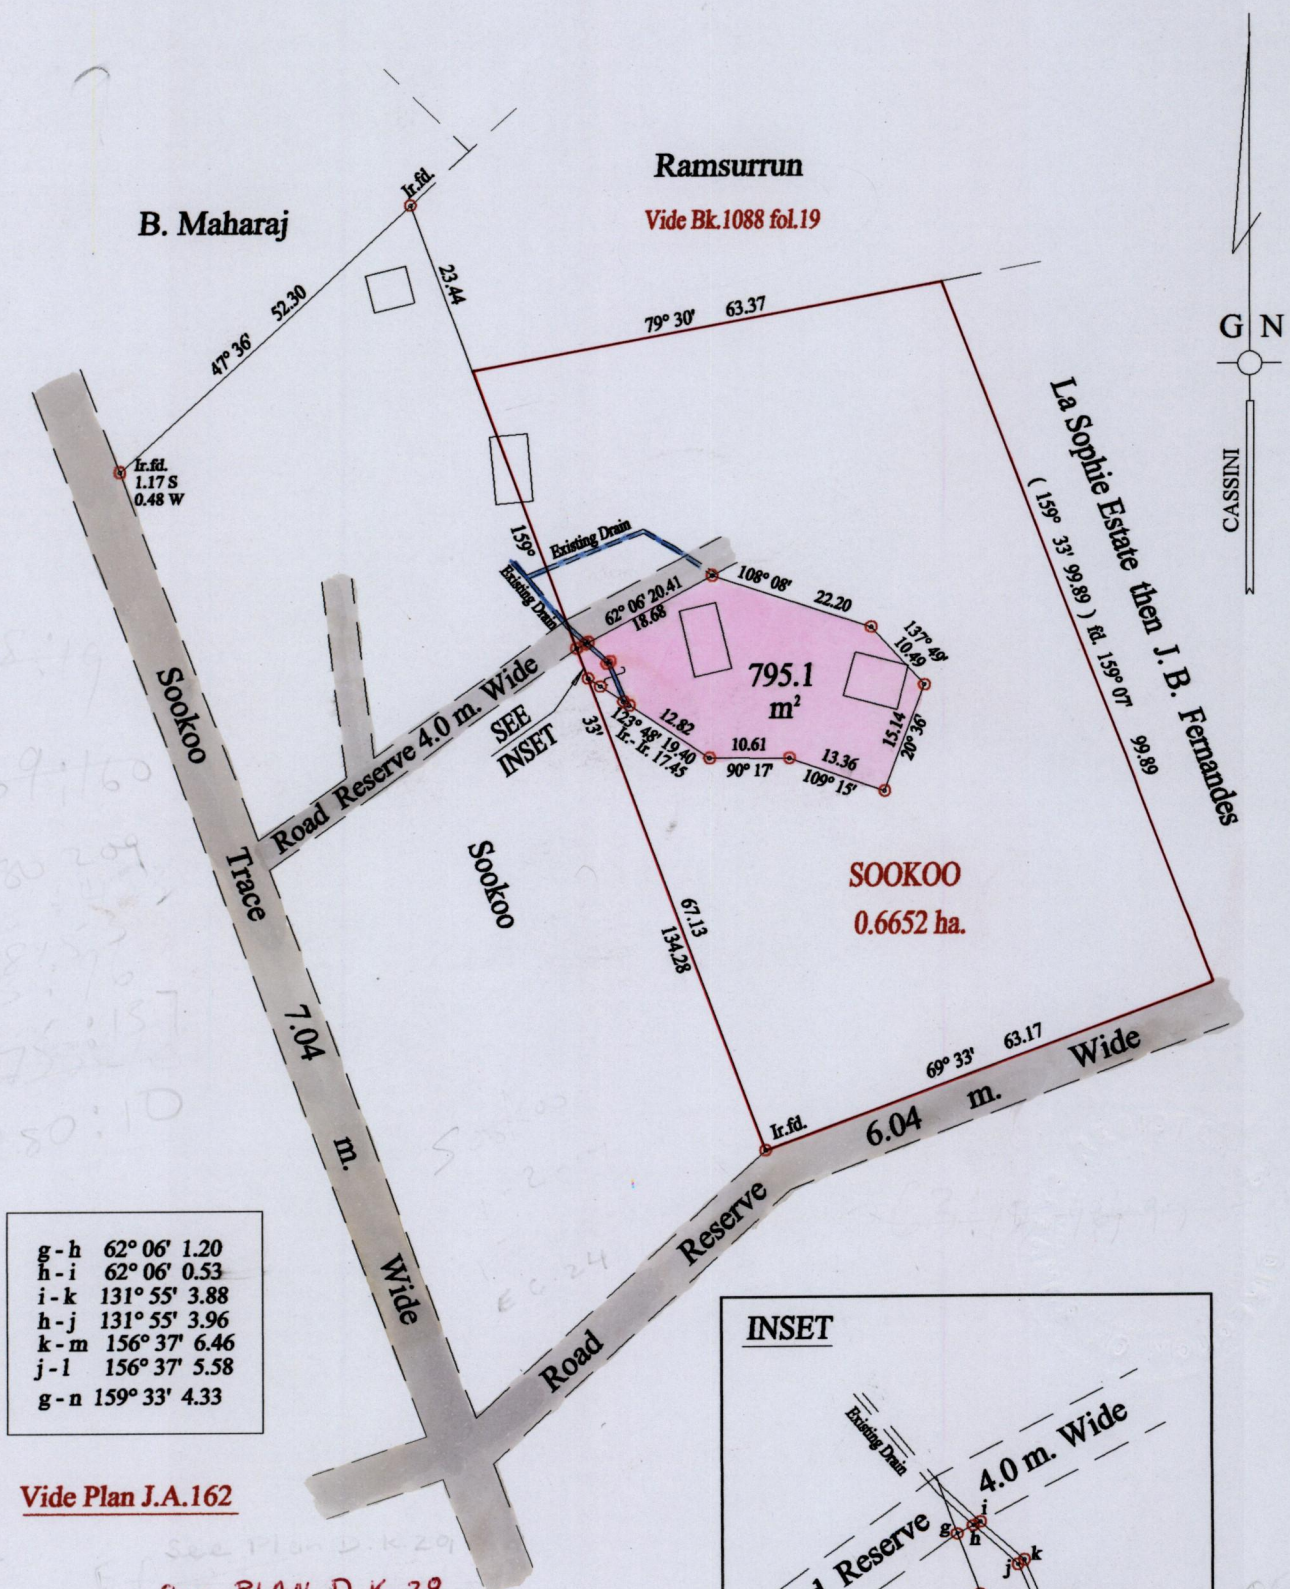 Ramsurrun
Vide Bk.1088 fol.19
B. Maharaj
Ir.fd.
23.44
47° 36' 52.30
79° 30' 63.37
G N
CASSINI
La Sophie Estate then J. B. Fernandes
( 159° 33' 99.89 ) fd. 159° 07' 99.89
Ir.fd.
1.17 S
0.48 W
159°
Existing Drain
Existing Drain
62° 06' 20.41
18.68
108° 08' 22.20
137° 49'
10.49
795.1
m²
15.14
20° 36'
SEE
INSET
33'
12.82
123° 48' 19.40
Ir.- Ir. 17.45
10.61
90° 17'
13.36
109° 15'
Road Reserve 4.0 m. Wide
Sookoo Trace 7.04 m. Wide
Sookoo
SOOKOO
0.6652 ha.
67.13
134.28
69° 33' 63.17
Ir.fd.
Road Reserve 6.04 m. Wide
g - h 62° 06' 1.20
h - i 62° 06' 0.53
i - k 131° 55' 3.88
h - j 131° 55' 3.96
k - m 156° 37' 6.46
j - l 156° 37' 5.58
g - n 159° 33' 4.33
Vide Plan J.A.162
See Plan D.K.29
PLAN D.K.29
INSET
Existing Drain
Reserve 4.0 m. Wide
g
h
i
j
k